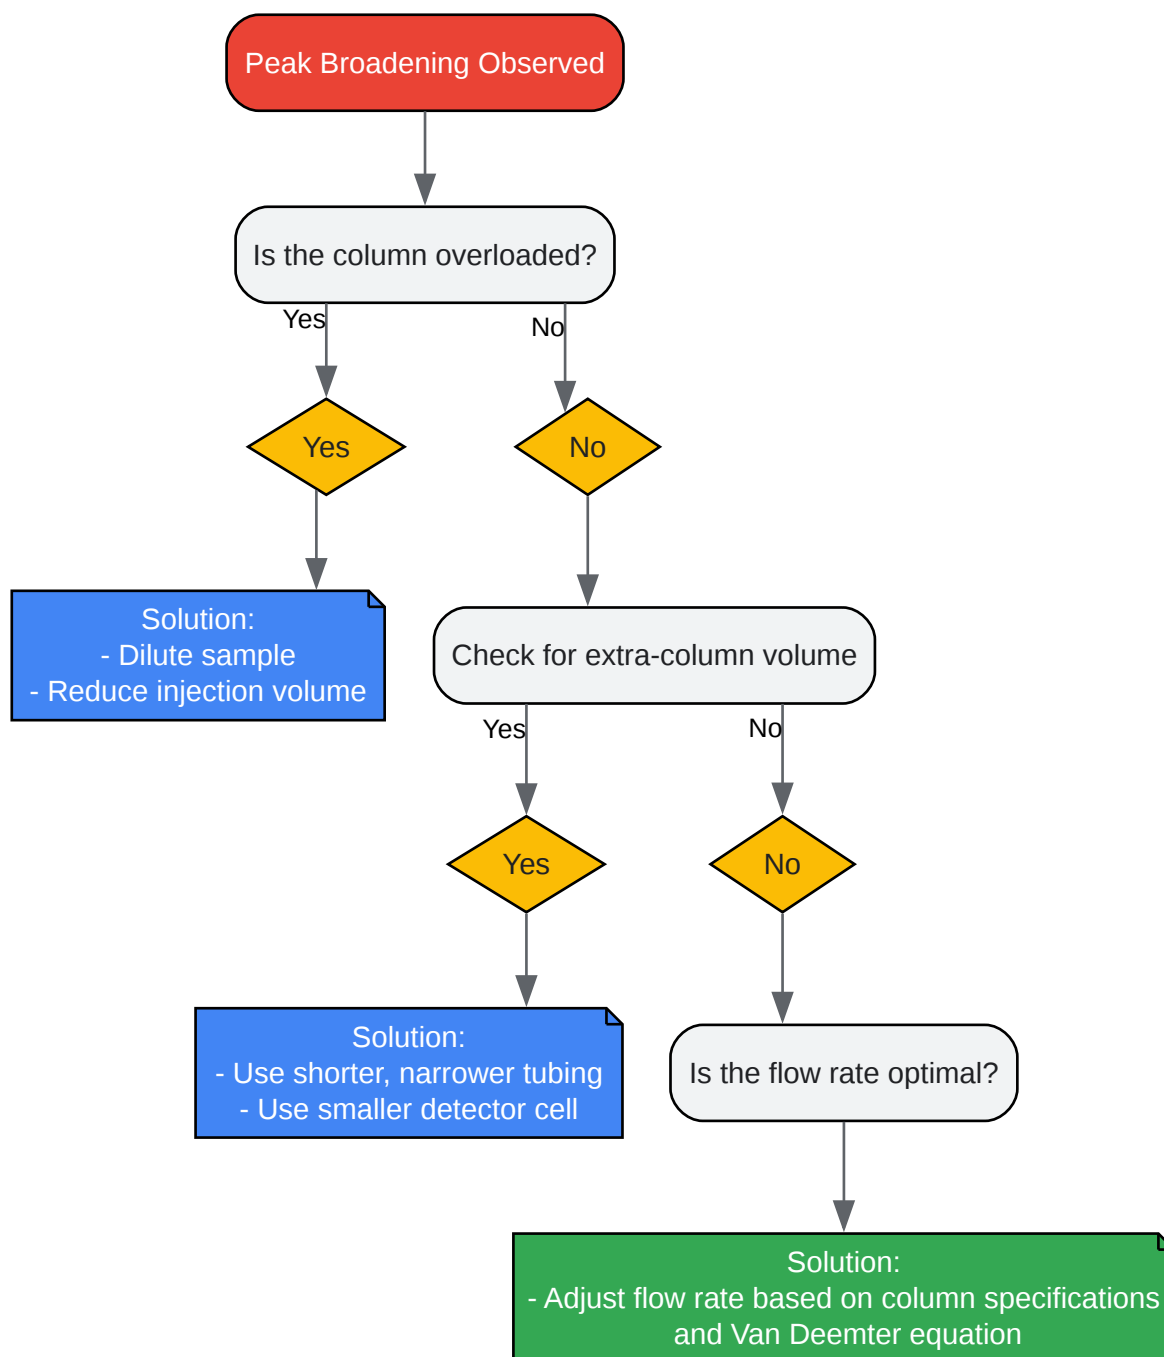 Peak Broadening Observed
Is the column overloaded?
Yes
No
Yes
No
Solution:
- Dilute sample
- Reduce injection volume
Check for extra-column volume
Yes
No
Yes
No
Solution:
- Use shorter, narrower tubing
- Use smaller detector cell
Is the flow rate optimal?
Solution:
- Adjust flow rate based on column specifications
and Van Deemter equation